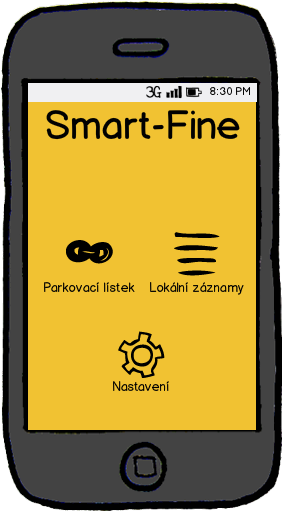 3G 8:30 PM
Smart-Fine
Parkovací lístek Lokální záznamy
Nastavení